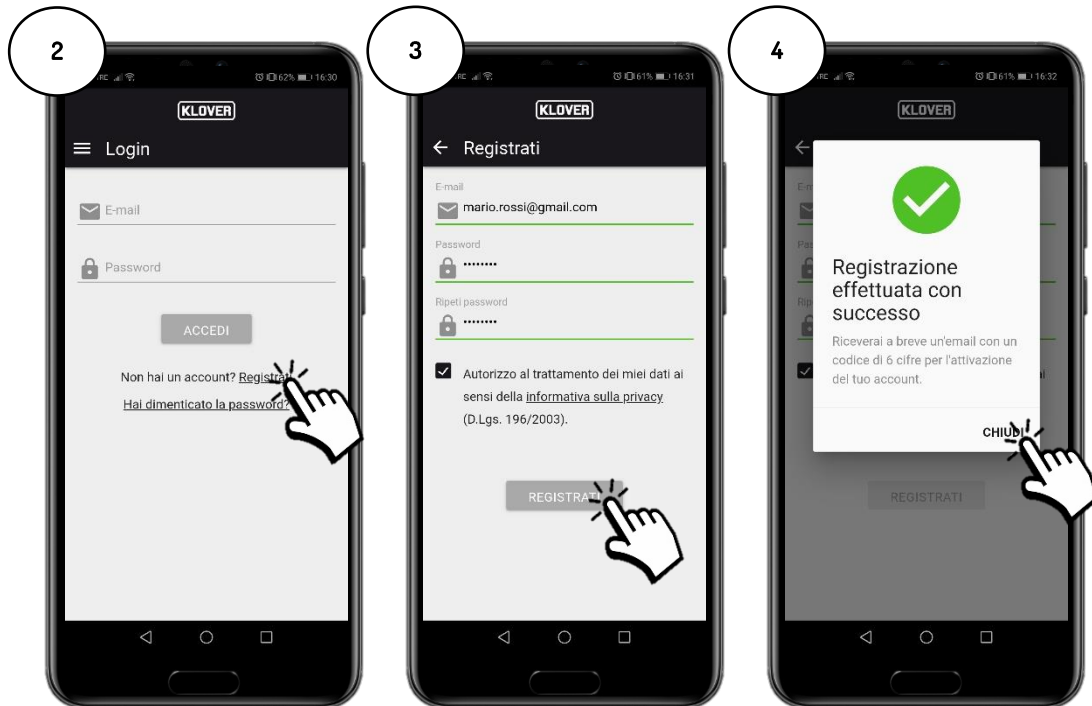 2
62% 16:30
KLOVER
Login
E-mail
Password
ACCEDI
Non hai un account? Registrati
Hai dimenticato la password?
3
61% 16:31
KLOVER
Registrati
E-mail
mario.rossi@gmail.com
Password
••••••••
Ripeti password
••••••••
Autorizzo al trattamento dei miei dati ai
sensi della informativa sulla privacy
(D.Lgs. 196/2003).
REGISTRATI
4
61% 16:32
KLOVER
Registrazione
effettuata con
successo
Riceverai a breve un'email con un
codice di 6 cifre per l'attivazione
del tuo account.
CHIUDI
REGISTRATI